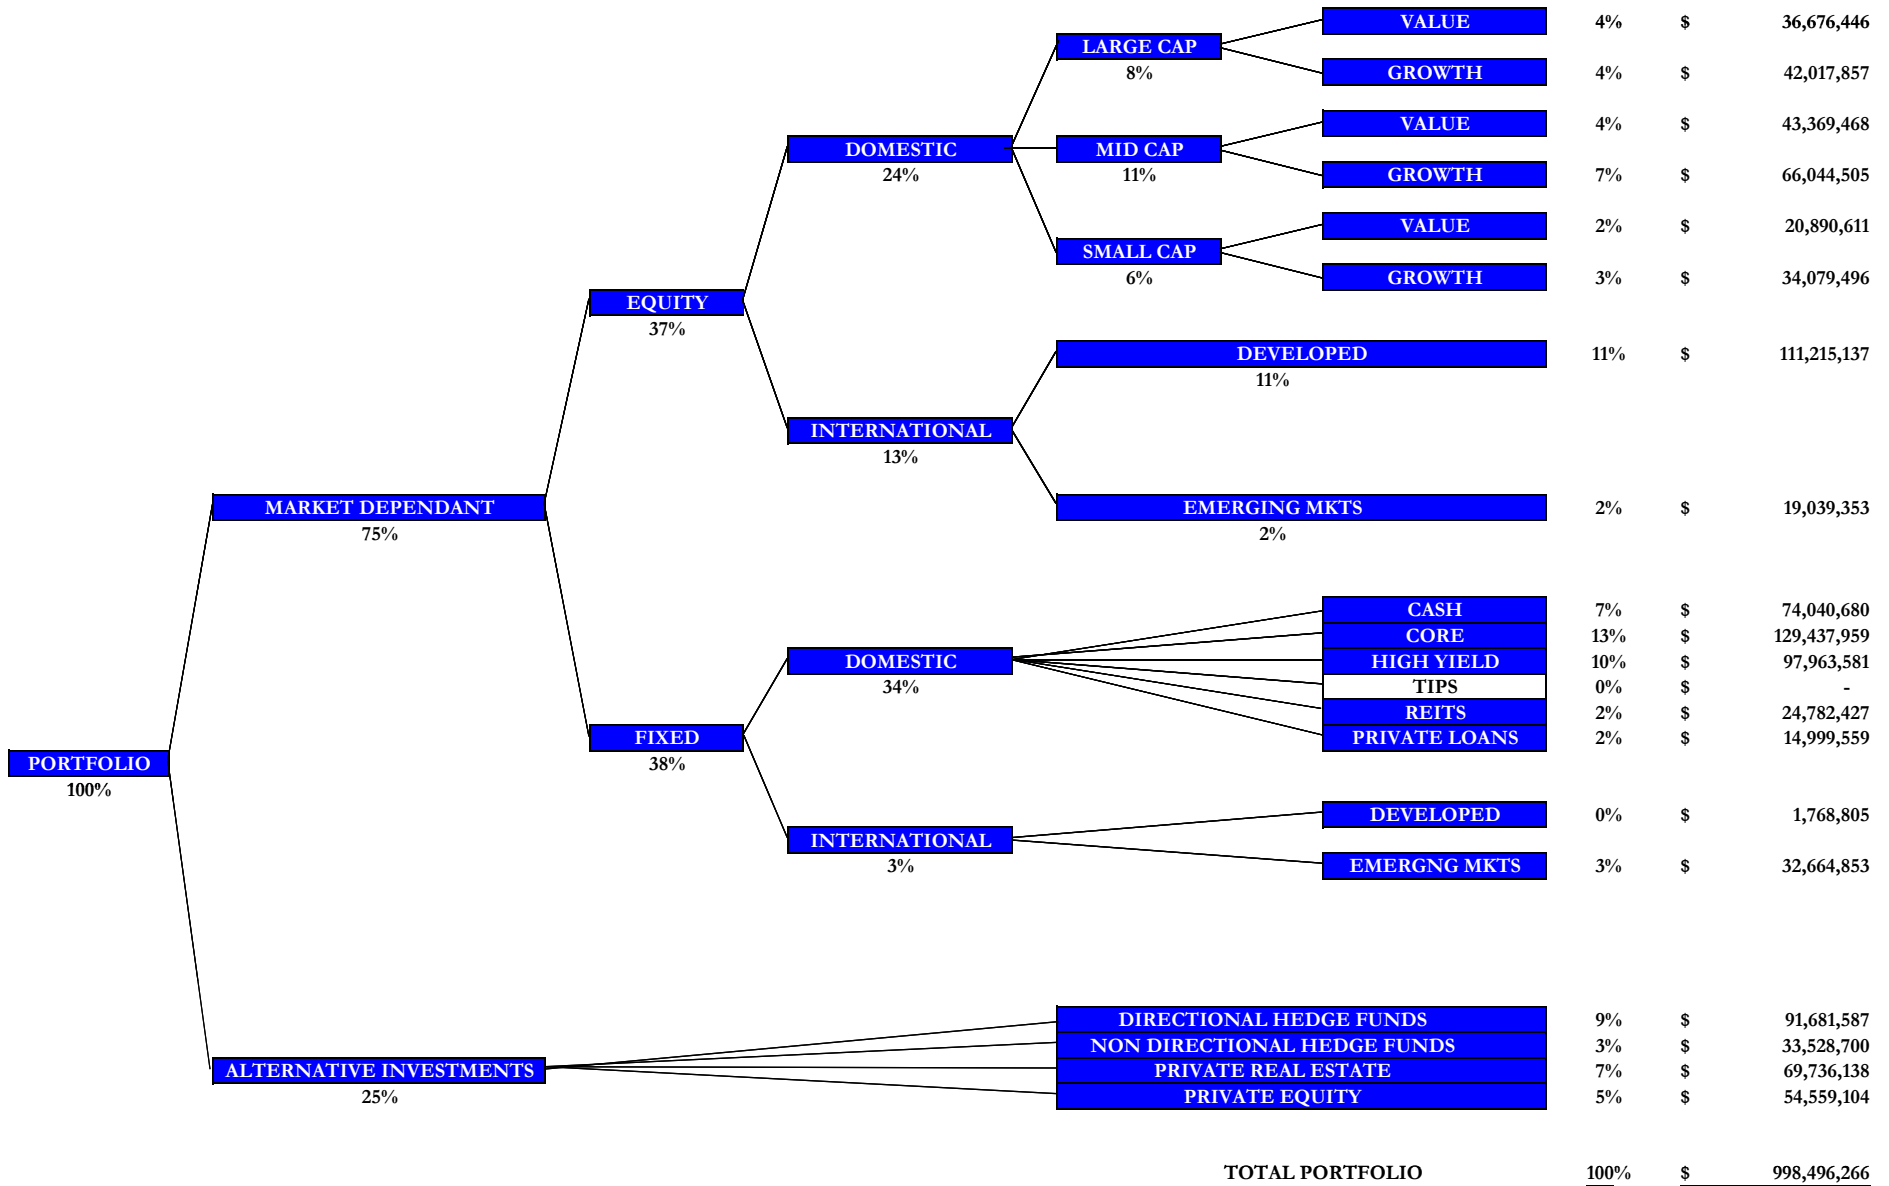 VALUE 4% $ 36,676,446
LARGE CAP
8%
GROWTH 4% $ 42,017,857
VALUE 4% $ 43,369,468
DOMESTIC MID CAP
24% 11%
GROWTH 7% $ 66,044,505
VALUE 2% $ 20,890,611
SMALL CAP
6%
GROWTH 3% $ 34,079,496
EQUITY
37%
DEVELOPED 11% $ 111,215,137
11%
INTERNATIONAL
13%
MARKET DEPENDANT EMERGING MKTS 2% $ 19,039,353
75% 2%
CASH 7% $ 74,040,680
CORE 13% $ 129,437,959
DOMESTIC HIGH YIELD 10% $ 97,963,581
34% TIPS 0% $ -
REITS 2% $ 24,782,427
FIXED PRIVATE LOANS 2% $ 14,999,559
38%
PORTFOLIO
100%
DEVELOPED 0% $ 1,768,805
INTERNATIONAL
3% EMERGNG MKTS 3% $ 32,664,853
DIRECTIONAL HEDGE FUNDS 9% $ 91,681,587
NON DIRECTIONAL HEDGE FUNDS 3% $ 33,528,700
ALTERNATIVE INVESTMENTS PRIVATE REAL ESTATE 7% $ 69,736,138
25% PRIVATE EQUITY 5% $ 54,559,104
TOTAL PORTFOLIO 100% $ 998,496,266